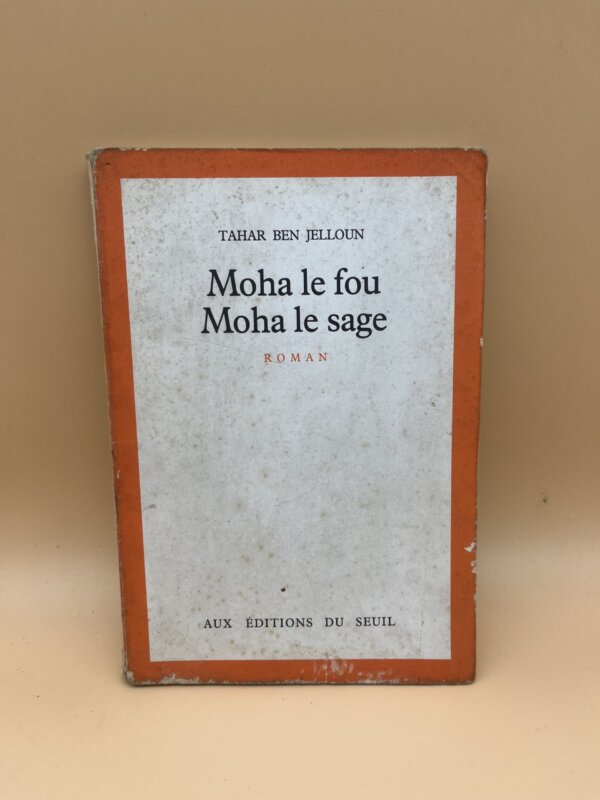 TAHAR BEN JELLOUN
Moha le fou
Moha le sage
ROMAN
AUX ÉDITIONS DU SEUIL